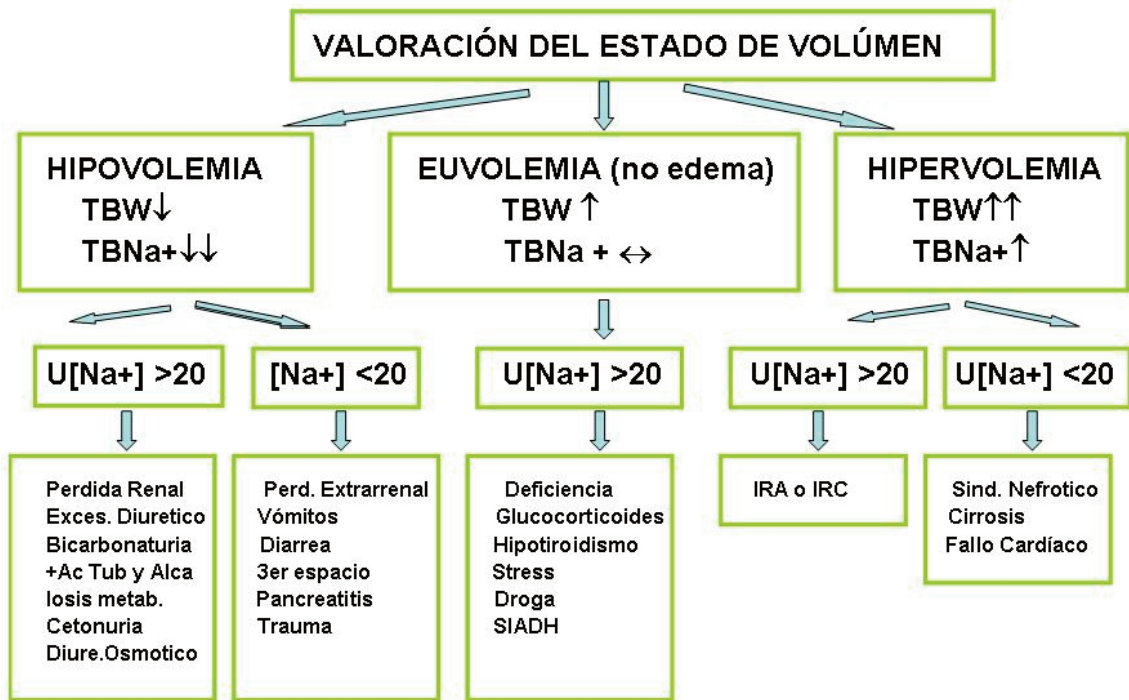 VALORACIÓN DEL ESTADO DE VOLÚMEN
HIPOVOLEMIA
TBW↓
TBNa+↓↓
EUVOLEMIA (no edema)
TBW ↑
TBNa + ↔
HIPERVOLEMIA
TBW↑↑
TBNa+↑
U[Na+] >20
[Na+] <20
U[Na+] >20
U[Na+] >20
U[Na+] <20
Perdida Renal
Exces. Diuretico
Bicarbonaturia
+Ac Tub y Alca
losis metab.
Cetonuria
Diure.Osmotico
Perd. Extrarrenal
Vómitos
Diarrea
3er espacio
Pancreatitis
Trauma
Deficiencia
Glucocorticoides
Hipotiroidismo
Stress
Droga
SIADH
IRA o IRC
Sind. Nefrotico
Cirrosis
Fallo Cardíaco